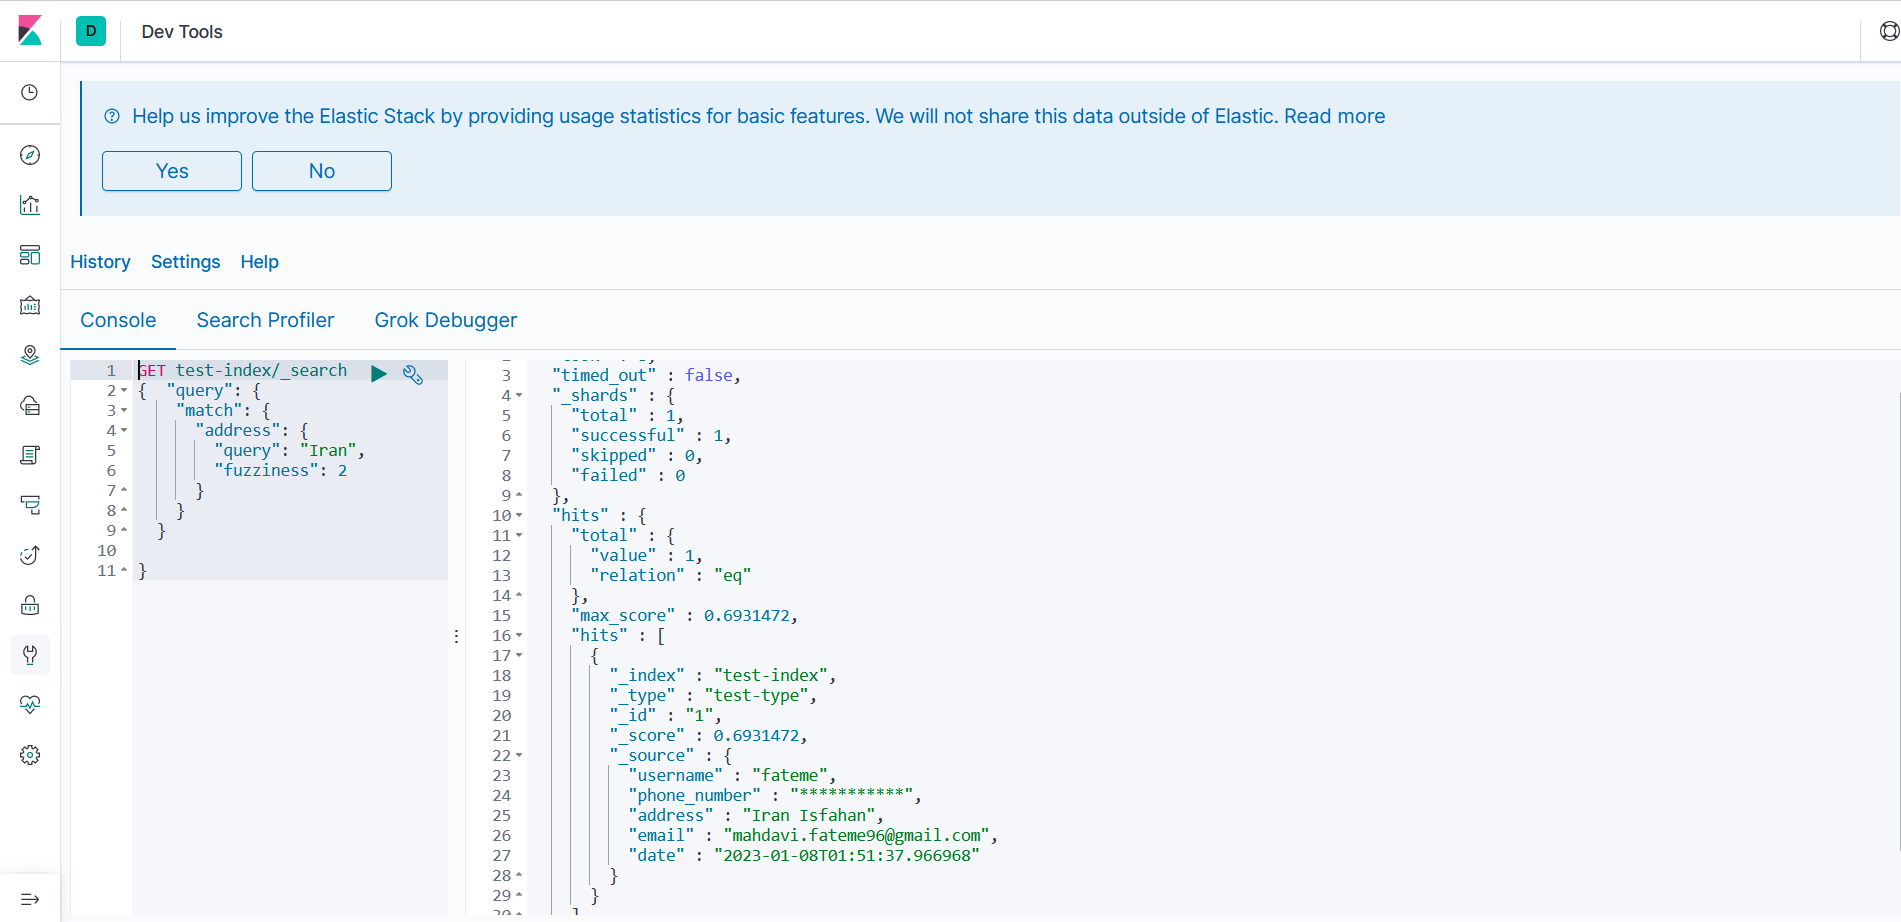 D Dev Tools
Help us improve the Elastic Stack by providing usage statistics for basic features. We will not share this data outside of Elastic. Read more
Yes No
History Settings Help
Console Search Profiler Grok Debugger
1 GET test-index/_search
2 { "query": {
3 "match": {
4 "address": {
5 "query": "Iran",
6 "fuzziness": 2
7 }
8 }
9 }
10
11 }
3 "timed_out" : false,
4 "_shards" : {
5 "total" : 1,
6 "successful" : 1,
7 "skipped" : 0,
8 "failed" : 0
9 },
10 "hits" : {
11 "total" : {
12 "value" : 1,
13 "relation" : "eq"
14 },
15 "max_score" : 0.6931472,
16 "hits" : [
17 {
18 "_index" : "test-index",
19 "_type" : "test-type",
20 "_id" : "1",
21 "_score" : 0.6931472,
22 "_source" : {
23 "username" : "fateme",
24 "phone_number" : "***********",
25 "address" : "Iran Isfahan",
26 "email" : "mahdavi.fateme96@gmail.com",
27 "date" : "2023-01-08T01:51:37.966968"
28 }
29 }